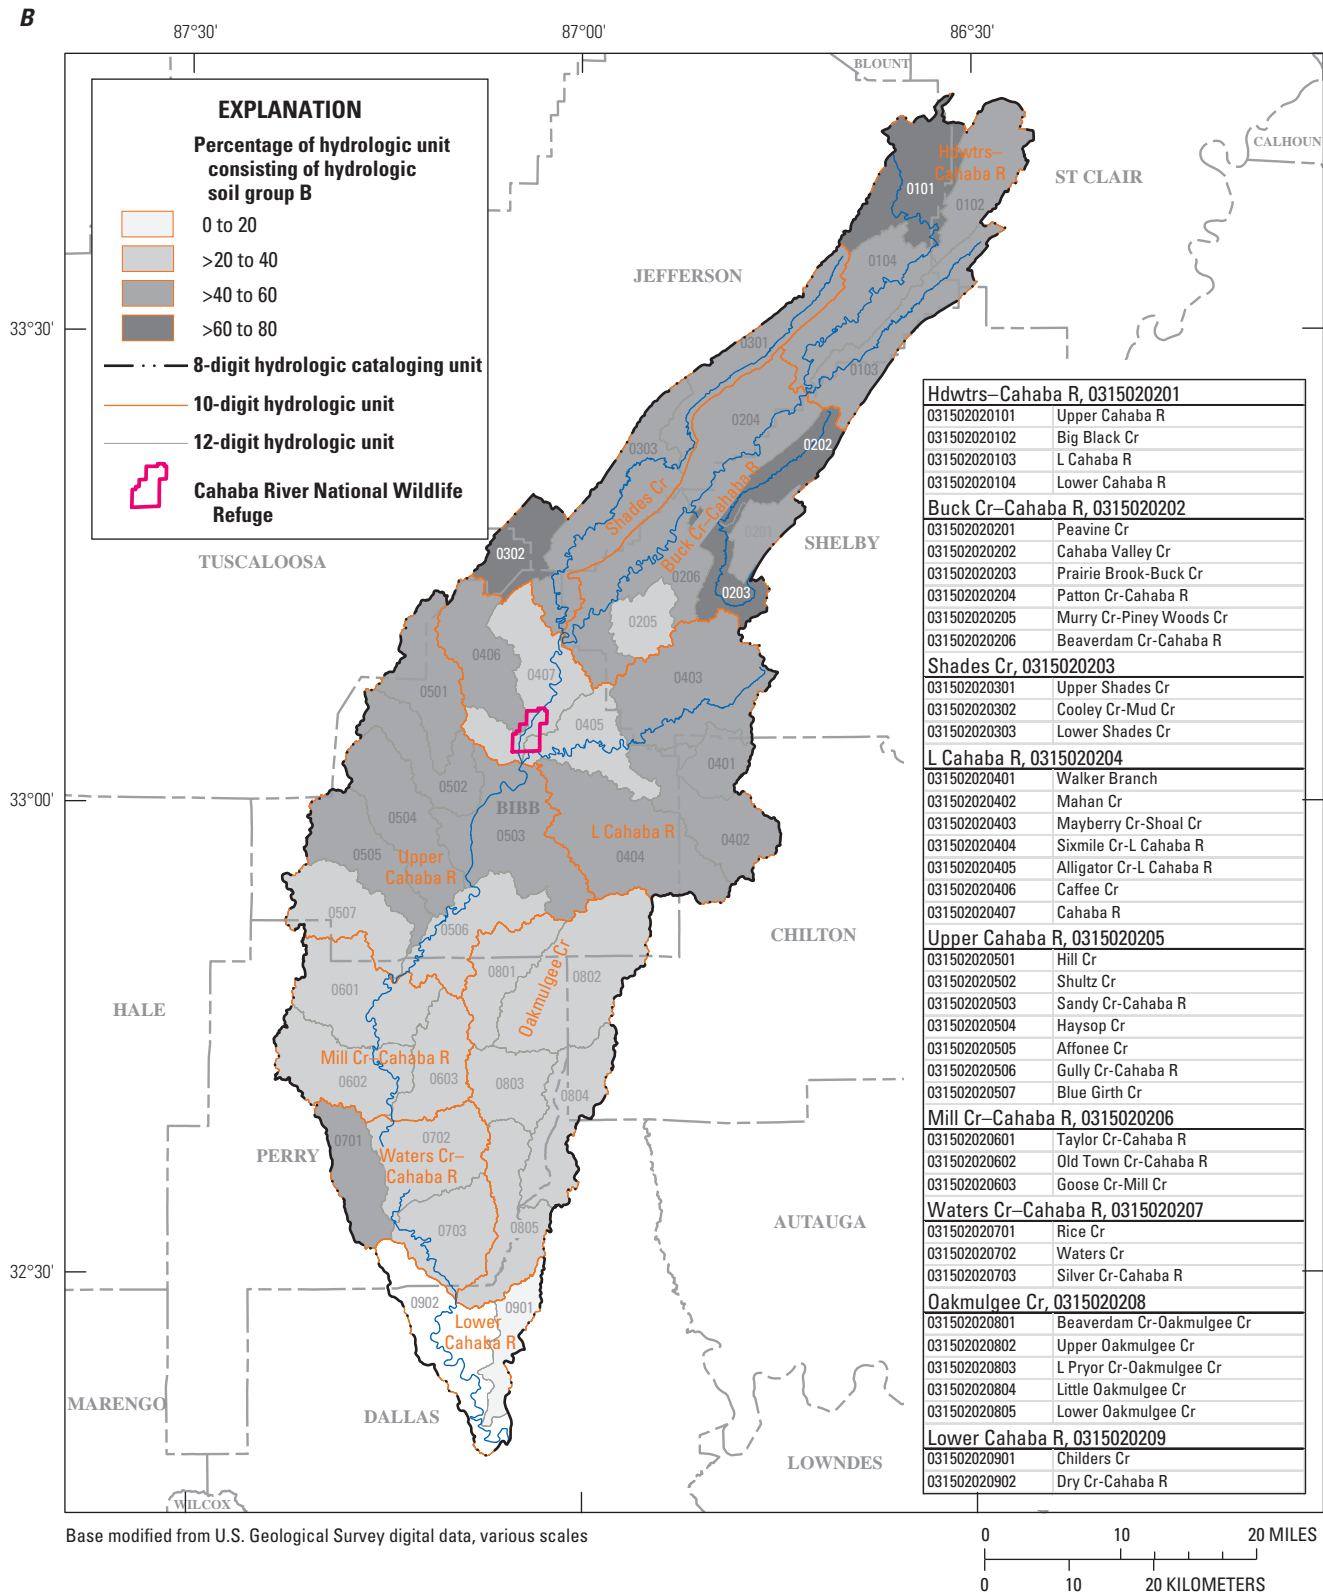 B
87°30'
87°00'
86°30'
EXPLANATION
Percentage of hydrologic unit
consisting of hydrologic
soil group B
0 to 20
>20 to 40
>40 to 60
>60 to 80
8-digit hydrologic cataloging unit
10-digit hydrologic unit
12-digit hydrologic unit
Cahaba River National Wildlife
Refuge
BLOUNT
CALHOUN
ST CLAIR
JEFFERSON
TUSCALOOSA
SHELBY
BIBB
CHILTON
HALE
PERRY
AUTAUGA
MARENGO
DALLAS
LOWNDES
WILCOX
33°30'
33°00'
32°30'
Hdwtrs–
Cahaba R
0101
0102
0104
0301
0103
0204
0202
0303
Shades Cr
Buck Cr–Cahaba R
0201
0302
0206
0203
0205
0406
0407
0403
0501
0405
0401
0502
0504
0503
L Cahaba R
0404
0402
0505
Upper
Cahaba R
0507
0506
0801
Oakmulgee Cr
0802
0601
Mill Cr–Cahaba R
0602
0603
0803
0804
0701
0702
Waters Cr–
Cahaba R
0703
0805
0902
0901
Lower
Cahaba R
Hdwtrs–Cahaba R, 0315020201
031502020101 Upper Cahaba R
031502020102 Big Black Cr
031502020103 L Cahaba R
031502020104 Lower Cahaba R
Buck Cr–Cahaba R, 0315020202
031502020201 Peavine Cr
031502020202 Cahaba Valley Cr
031502020203 Prairie Brook-Buck Cr
031502020204 Patton Cr-Cahaba R
031502020205 Murry Cr-Piney Woods Cr
031502020206 Beaverdam Cr-Cahaba R
Shades Cr, 0315020203
031502020301 Upper Shades Cr
031502020302 Cooley Cr-Mud Cr
031502020303 Lower Shades Cr
L Cahaba R, 0315020204
031502020401 Walker Branch
031502020402 Mahan Cr
031502020403 Mayberry Cr-Shoal Cr
031502020404 Sixmile Cr-L Cahaba R
031502020405 Alligator Cr-L Cahaba R
031502020406 Caffee Cr
031502020407 Cahaba R
Upper Cahaba R, 0315020205
031502020501 Hill Cr
031502020502 Shultz Cr
031502020503 Sandy Cr-Cahaba R
031502020504 Haysop Cr
031502020505 Affonee Cr
031502020506 Gully Cr-Cahaba R
031502020507 Blue Girth Cr
Mill Cr–Cahaba R, 0315020206
031502020601 Taylor Cr-Cahaba R
031502020602 Old Town Cr-Cahaba R
031502020603 Goose Cr-Mill Cr
Waters Cr–Cahaba R, 0315020207
031502020701 Rice Cr
031502020702 Waters Cr
031502020703 Silver Cr-Cahaba R
Oakmulgee Cr, 0315020208
031502020801 Beaverdam Cr-Oakmulgee Cr
031502020802 Upper Oakmulgee Cr
031502020803 L Pryor Cr-Oakmulgee Cr
031502020804 Little Oakmulgee Cr
031502020805 Lower Oakmulgee Cr
Lower Cahaba R, 0315020209
031502020901 Childers Cr
031502020902 Dry Cr-Cahaba R
Base modified from U.S. Geological Survey digital data, various scales
0 10 20 MILES
0 10 20 KILOMETERS